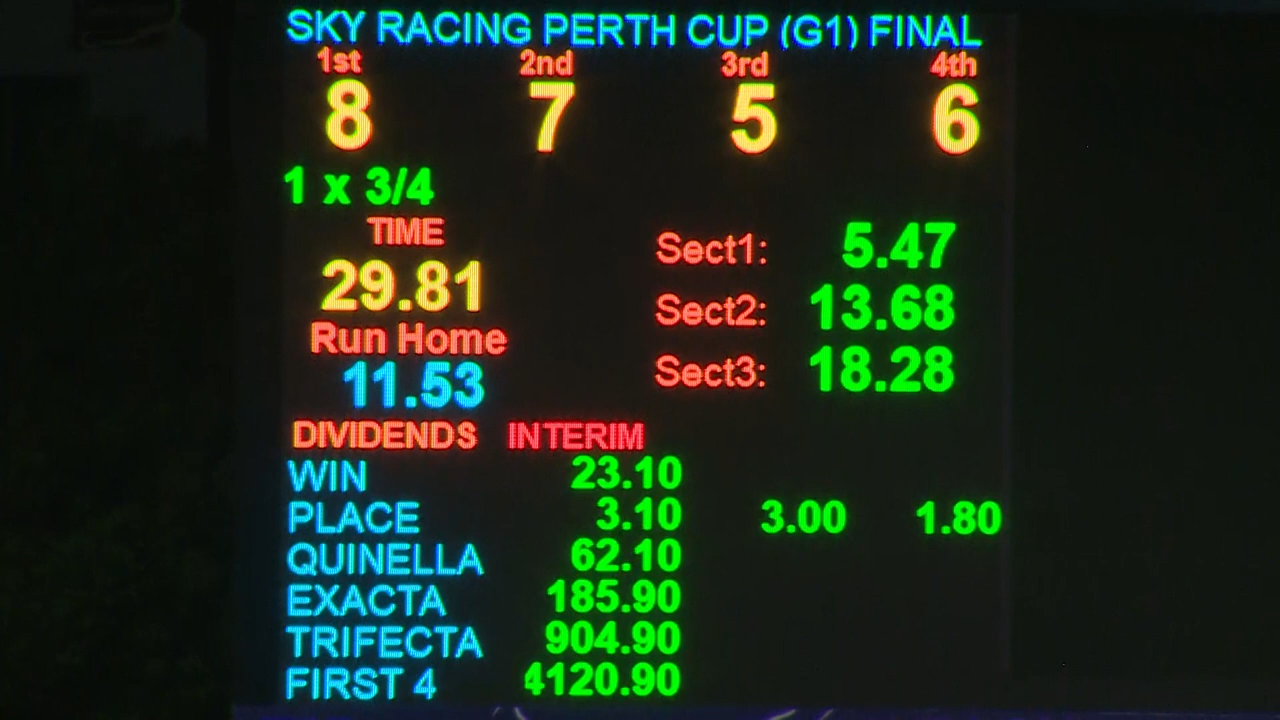 SKY RACING PERTH CUP (G1) FINAL
1st 2nd 3rd 4th
8 7 5 6
1 x 3/4
TIME
29.81
Run Home
11.53
Sect1: 5.47
Sect2: 13.68
Sect3: 18.28
DIVIDENDS INTERIM
WIN 23.10
PLACE 3.10 3.00 1.80
QUINELLA 62.10
EXACTA 185.90
TRIFECTA 904.90
FIRST 4 4120.90